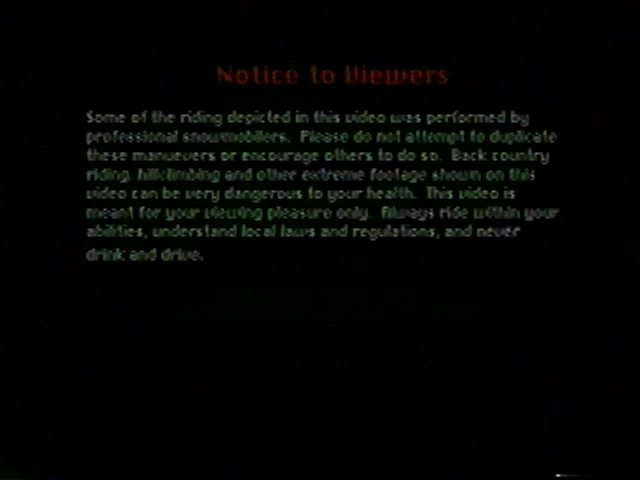 Notice to Viewers
Some of the riding depicted in this video was performed by
professional snowmobilers. Please do not attempt to duplicate
these manuevers or encourage others to do so. Back country
riding, hillclimbing and other extreme footage shown on this
video can be very dangerous to your health. This video is
meant for your viewing pleasure only. Always ride within your
abilities, understand local laws and regulations, and never
drink and drive.